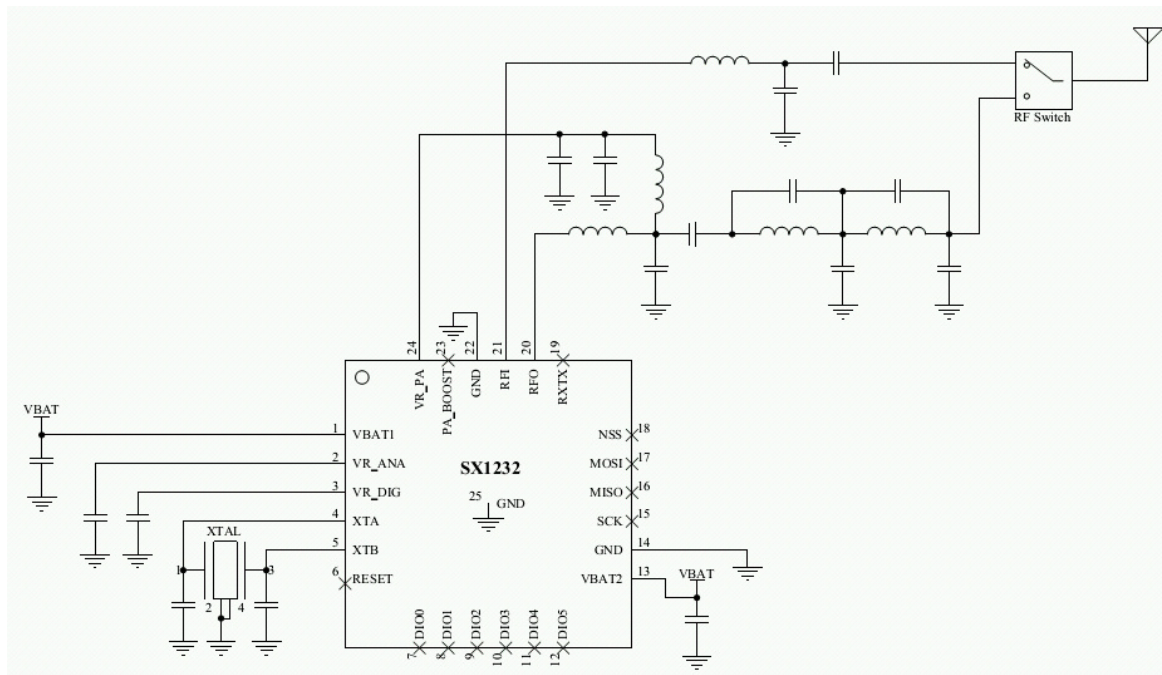 RF Switch
24
23
22
21
20
19
VR_PA
PA_BOOST
GND
RFI
RFO
RXTX
VBAT
1 VBAT1
2 VR_ANA
3 VR_DIG
4 XTA
5 XTB
6 RESET
SX1232
25 GND
NSS 18
MOSI 17
MISO 16
SCK 15
GND 14
VBAT2 13
VBAT
XTAL
1
3
2
4
DIO0
DIO1
DIO2
DIO3
DIO4
DIO5
7
8
9
10
11
12